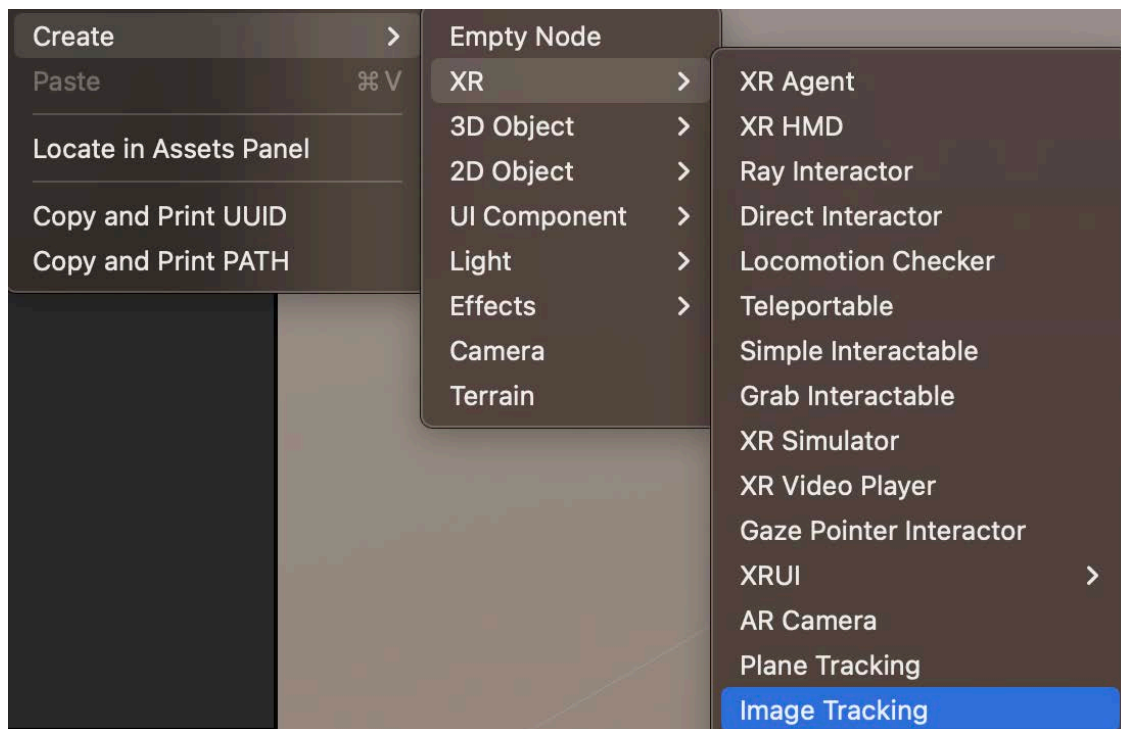 Create
Paste ⌘ V
Locate in Assets Panel
Copy and Print UUID
Copy and Print PATH
Empty Node
XR
3D Object
2D Object
UI Component
Light
Effects
Camera
Terrain
XR Agent
XR HMD
Ray Interactor
Direct Interactor
Locomotion Checker
Teleportable
Simple Interactable
Grab Interactable
XR Simulator
XR Video Player
Gaze Pointer Interactor
XRUI
AR Camera
Plane Tracking
Image Tracking